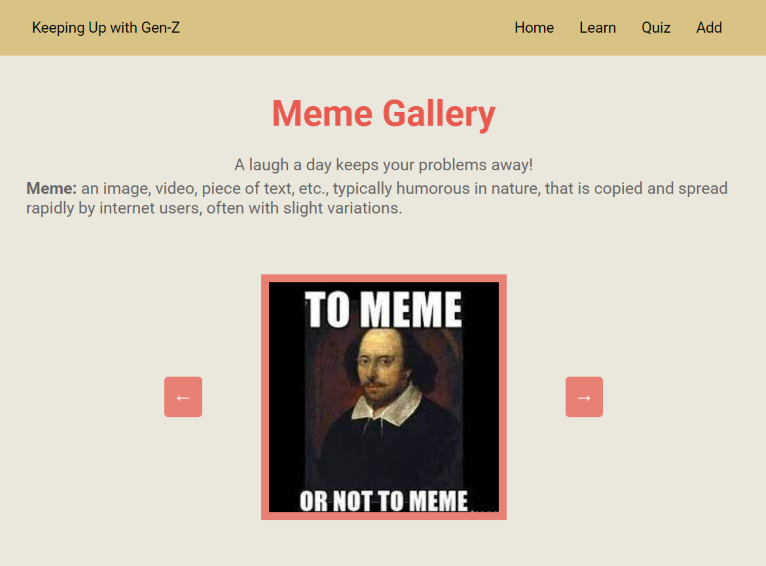 Keeping Up with Gen-Z
Home Learn Quiz Add
Meme Gallery
A laugh a day keeps your problems away!
Meme: an image, video, piece of text, etc., typically humorous in nature, that is copied and spread
rapidly by internet users, often with slight variations.
TO MEME
← →
OR NOT TO MEME.....